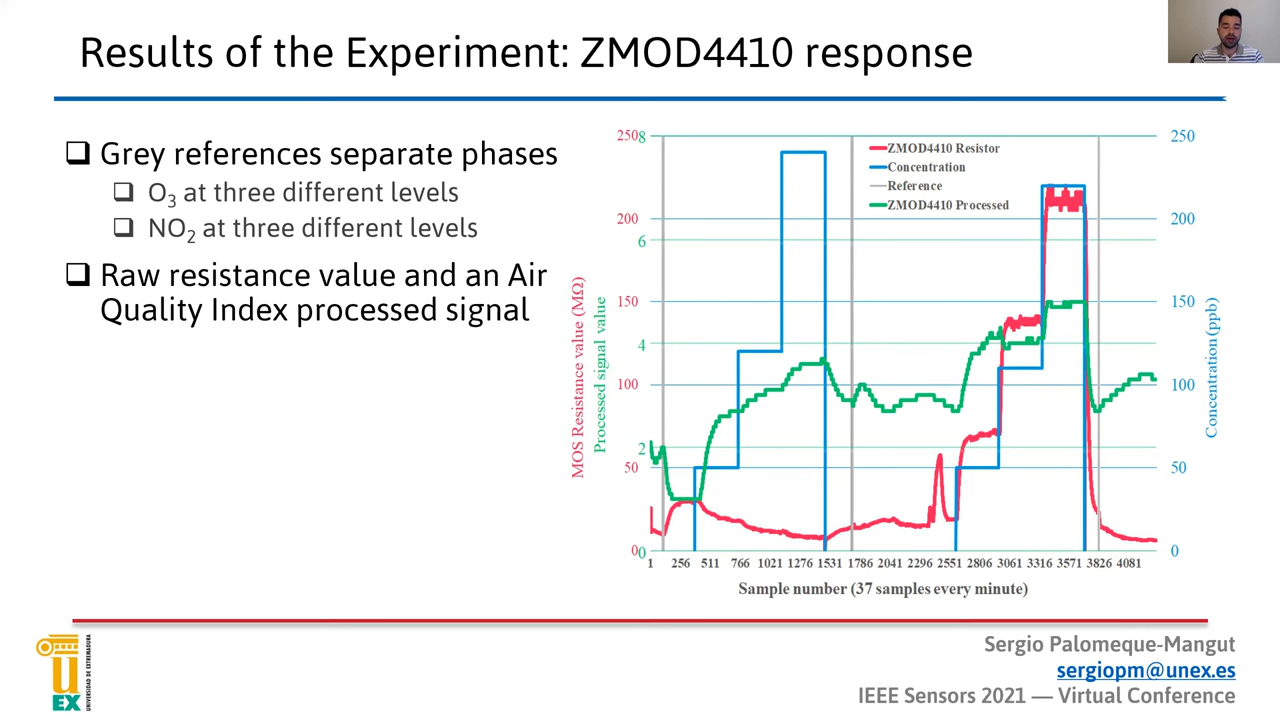 Results of the Experiment: ZMOD4410 response
❑ Grey references separate phases
❑ O₃ at three different levels
❑ NO₂ at three different levels
❑ Raw resistance value and an Air
Quality Index processed signal
MOS Resistance value (MΩ)
Processed signal value
250
200
150
100
50
0
8
6
4
2
0
ZMOD4410 Resistor
Concentration
Reference
ZMOD4410 Processed
250
200
150
100
50
0
Concentration (ppb)
1 256 511 766 1021 1276 1531 1786 2041 2296 2551 2806 3061 3316 3571 3826 4081
Sample number (37 samples every minute)
UEX
UNIVERSIDAD DE EXTREMADURA
Sergio Palomeque-Mangut
sergiopm@unex.es
IEEE Sensors 2021 — Virtual Conference